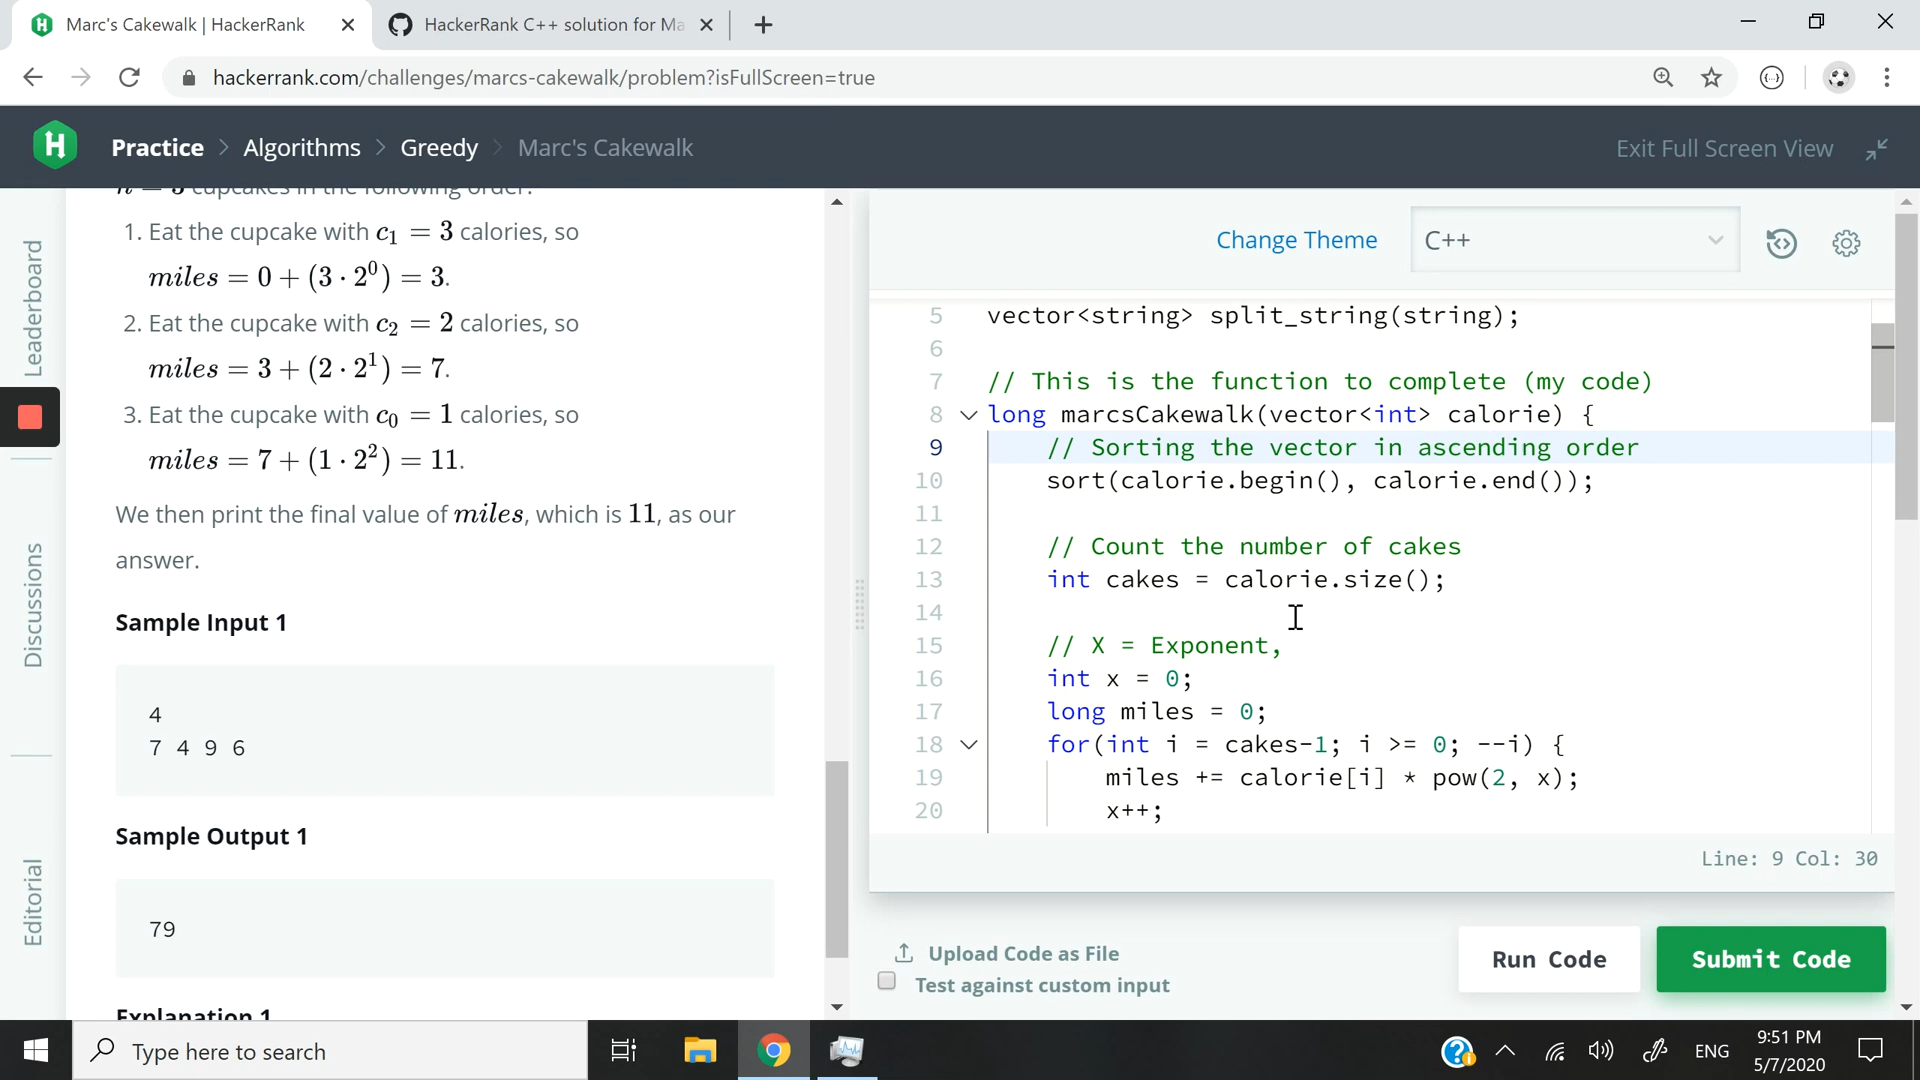 Marc's Cakewalk | HackerRank
HackerRank C++ solution for Ma
hackerrank.com/challenges/marcs-cakewalk/problem?isFullScreen=true
H
Practice > Algorithms > Greedy > Marc's Cakewalk
Exit Full Screen View
Leaderboard
Discussions
Editorial
n = 3 cupcakes in the following order:
1. Eat the cupcake with c₁ = 3 calories, so
miles = 0 + (3 · 2⁰) = 3.
2. Eat the cupcake with c₂ = 2 calories, so
miles = 3 + (2 · 2¹) = 7.
3. Eat the cupcake with c₀ = 1 calories, so
miles = 7 + (1 · 2²) = 11.
We then print the final value of miles, which is 11, as our
answer.
Sample Input 1
4
7 4 9 6
Sample Output 1
79
Explanation 1
Change Theme
C++
5 vector<string> split_string(string);
6
7 // This is the function to complete (my code)
8 long marcsCakewalk(vector<int> calorie) {
9 // Sorting the vector in ascending order
10 sort(calorie.begin(), calorie.end());
11
12 // Count the number of cakes
13 int cakes = calorie.size();
14
15 // X = Exponent,
16 int x = 0;
17 long miles = 0;
18 for(int i = cakes-1; i >= 0; --i) {
19 miles += calorie[i] * pow(2, x);
20 x++;
Line: 9 Col: 30
Upload Code as File
Test against custom input
Run Code
Submit Code
Type here to search
ENG
9:51 PM
5/7/2020